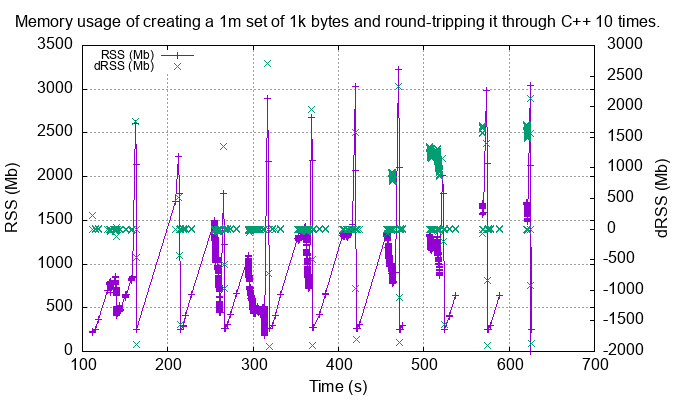 Memory usage of creating a 1m set of 1k bytes and round-tripping it through C++ 10 times.
RSS (Mb)
dRSS (Mb)
3500
3000
2500
2000
1500
1000
500
0
RSS (Mb)
3000
2500
2000
1500
1000
500
0
-500
-1000
-1500
-2000
dRSS (Mb)
100 200 300 400 500 600 700
Time (s)